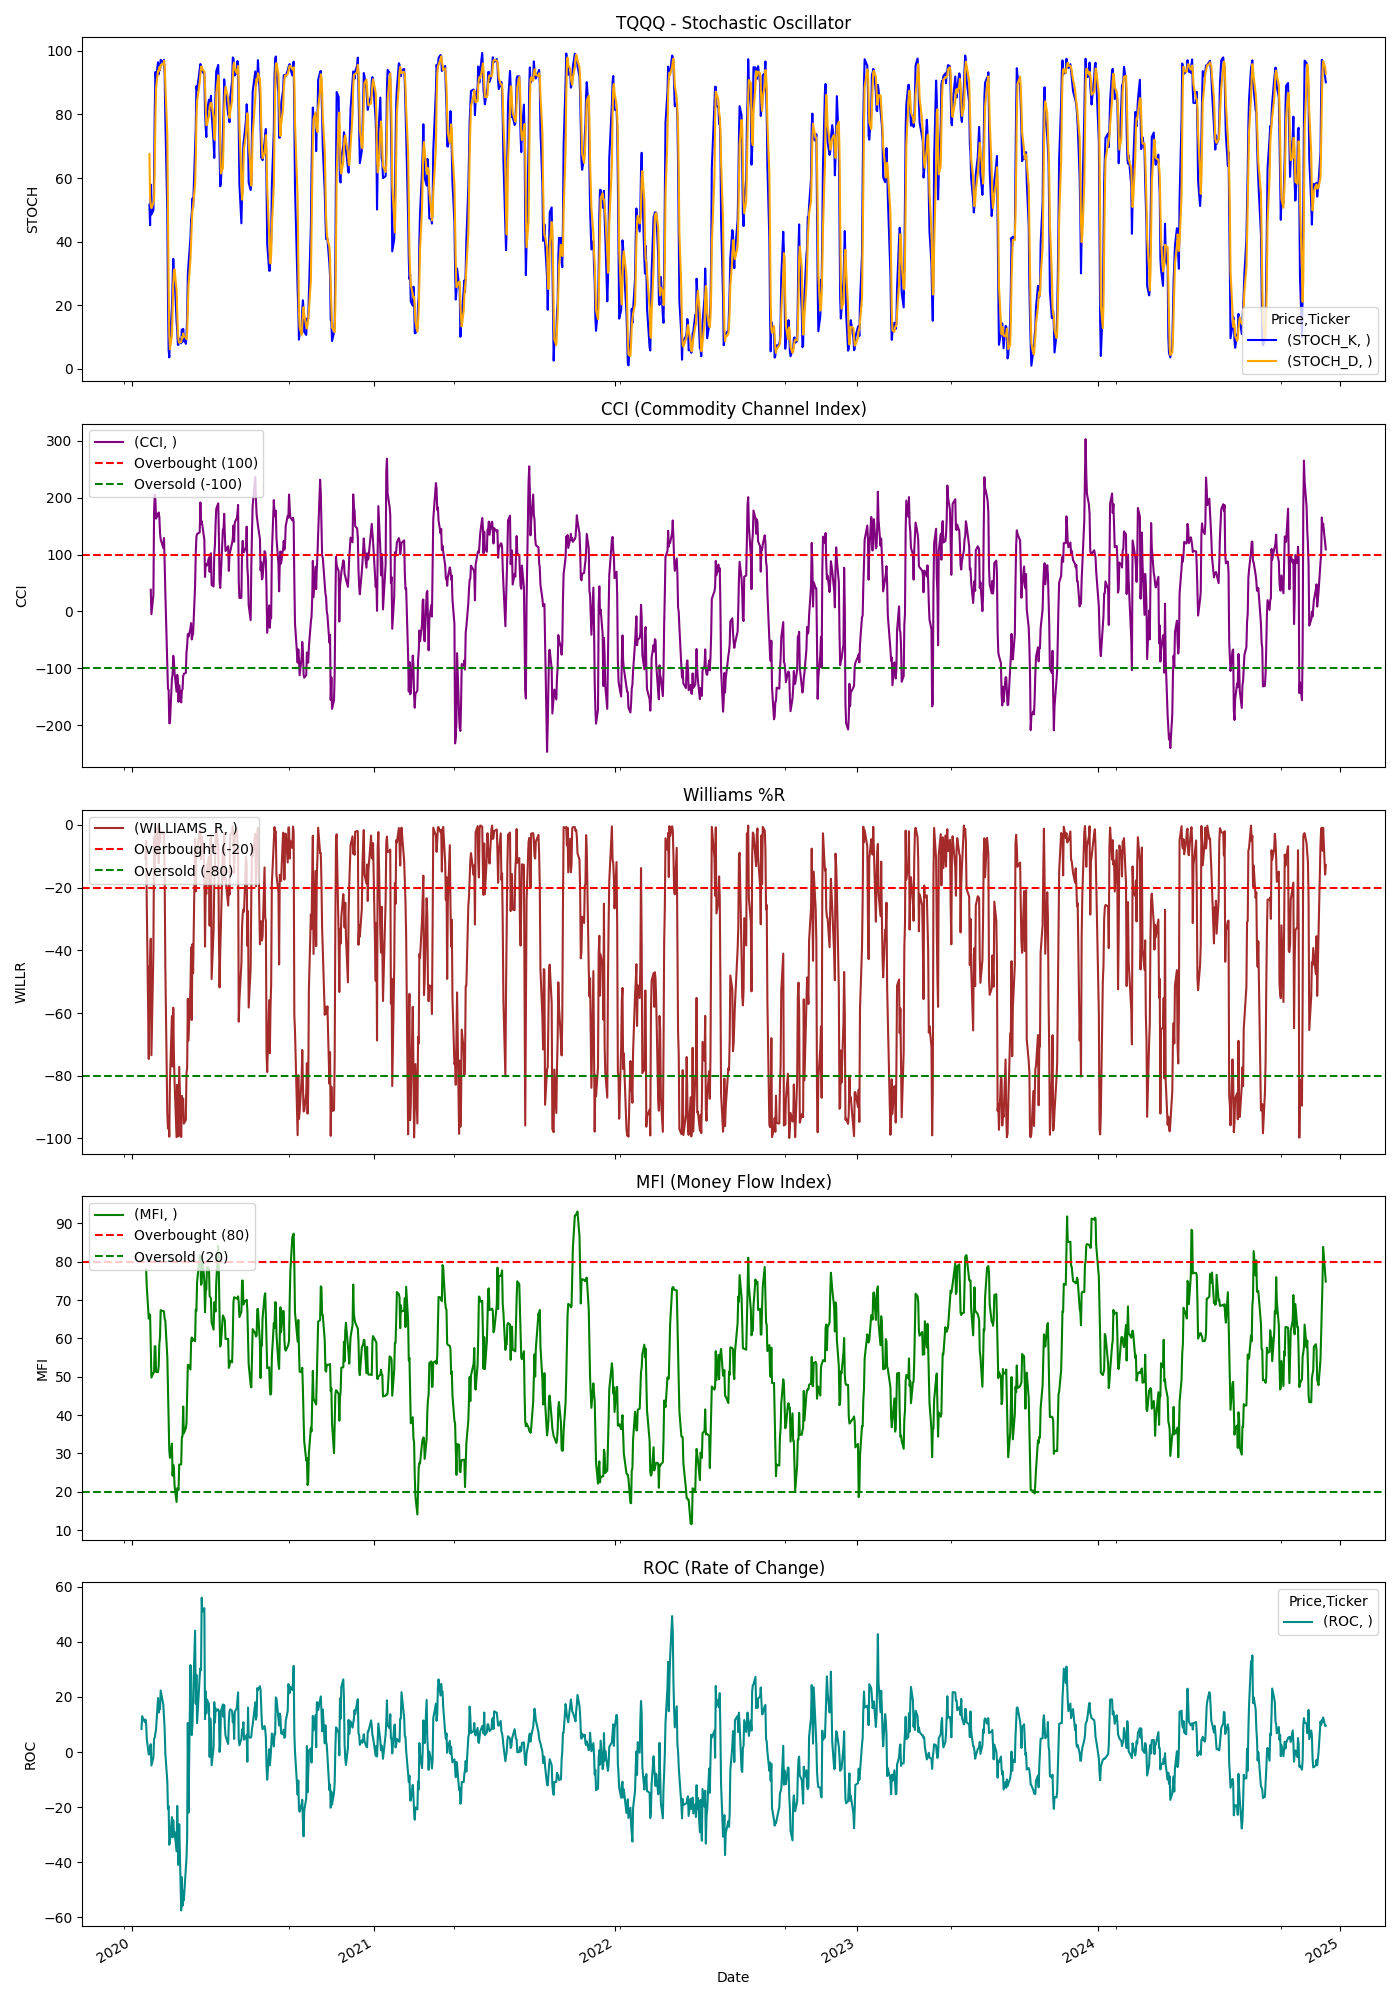 TQQQ - Stochastic Oscillator
100
80
60
40
20
0
STOCH
Price,Ticker
(STOCH_K, )
(STOCH_D, )
CCI (Commodity Channel Index)
300
200
100
0
−100
−200
CCI
(CCI, )
Overbought (100)
Oversold (-100)
Williams %R
0
−20
−40
−60
−80
−100
WILLR
(WILLIAMS_R, )
Overbought (-20)
Oversold (-80)
MFI (Money Flow Index)
90
80
70
60
50
40
30
20
10
MFI
(MFI, )
Overbought (80)
Oversold (20)
ROC (Rate of Change)
60
40
20
0
−20
−40
−60
ROC
Price,Ticker
(ROC, )
2020
2021
2022
2023
2024
2025
Date